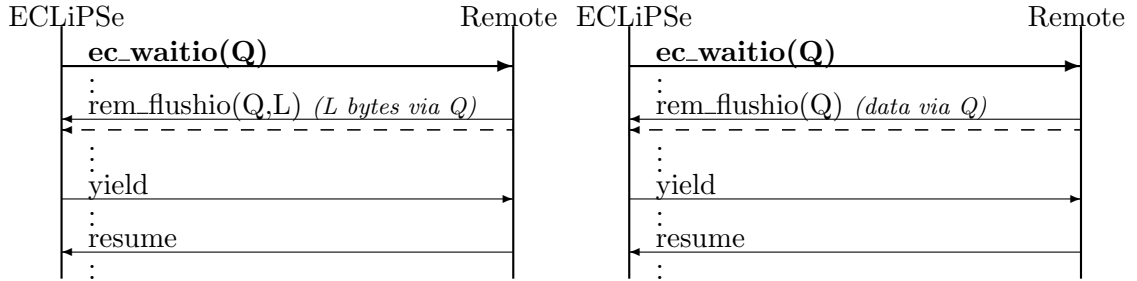 ECLiPSe Remote
ec_waitio(Q)
rem_flushio(Q,L) (L bytes via Q)
yield
resume
ECLiPSe Remote
ec_waitio(Q)
rem_flushio(Q) (data via Q)
yield
resume